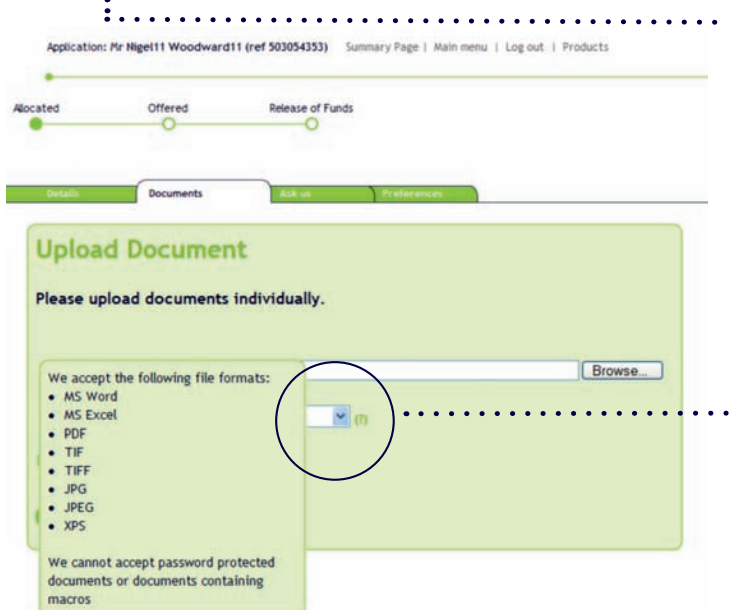 Application: Mr Nigel11 Woodward11 (ref 503054353) Summary Page | Main menu | Log out | Products
Allocated Offered Release of Funds
Details Documents Ask us Preferences
Upload Document
Please upload documents individually.
Browse...
We accept the following file formats:
• MS Word
• MS Excel
(?)
• PDF
• TIF
• TIFF
• JPG
• JPEG
• XPS
We cannot accept password protected
documents or documents containing
macros